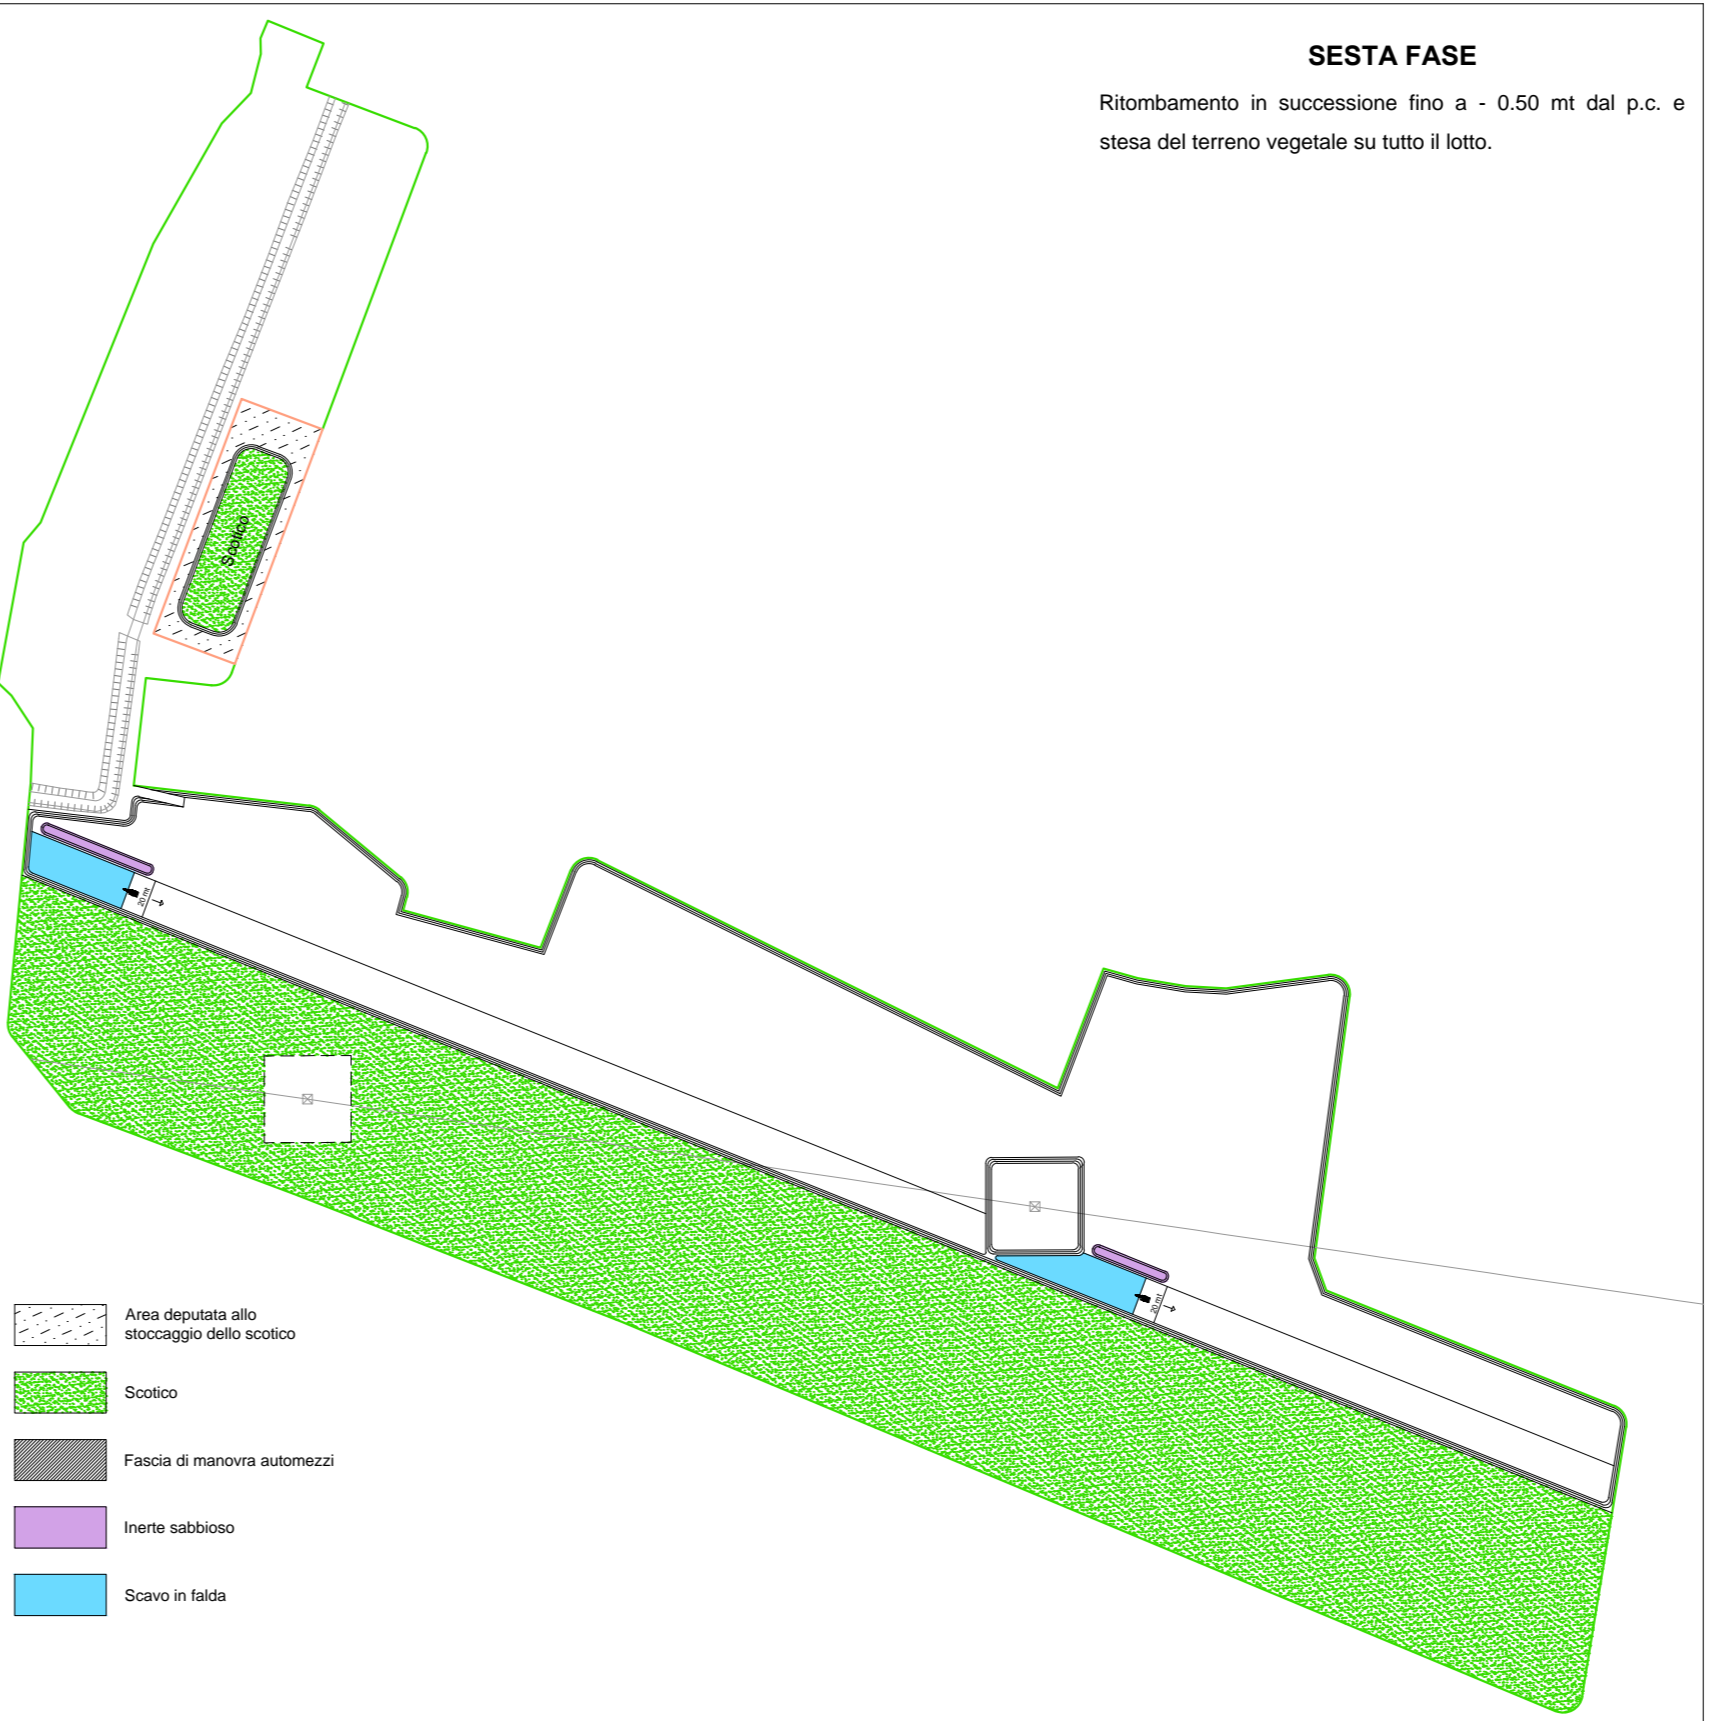 SESTA FASE
Ritombamento in successione fino a - 0.50 mt dal p.c. e
stesa del terreno vegetale su tutto il lotto.
Scotico
20 mt
20 mt
Area deputata allo
stoccaggio dello scotico
Scotico
Fascia di manovra automezzi
Inerte sabbioso
Scavo in falda